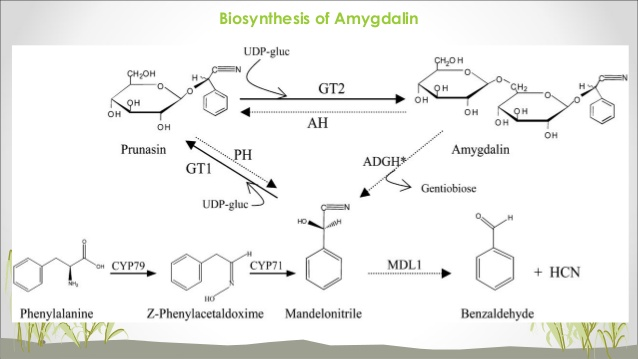 Biosynthesis of Amygdalin
UDP-gluc
GT2
AH
Prunasin
Amygdalin
PH
GT1
ADGH*
Gentiobiose
UDP-gluc
CYP79
CYP71
MDL1
+ HCN
Phenylalanine
Z-Phenylacetaldoxime
Mandelonitrile
Benzaldehyde
CH2OH
O
O
H
C
N
OH
OH
OH
OH
CH2OH
O
O
CH2
O
O
H
C
N
OH
OH
OH
OH
OH
OH
C
N
HO
H
O
OH
NH2
H
N
HO
O
H